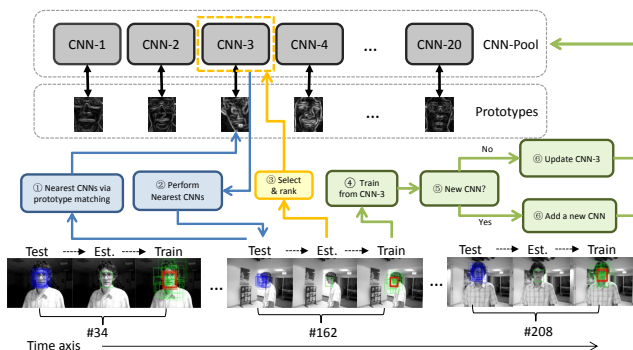 CNN-1 CNN-2 CNN-3 CNN-4 ... CNN-20 CNN-Pool
... Prototypes
① Nearest CNNs via
prototype matching
② Perform
Nearest CNNs
③ Select
& rank
④ Train
from CNN-3
⑤ New CNN?
No
Yes
⑥ Update CNN-3
⑥ Add a new CNN
Test Est. Train
Test Est. Train
Test Est. Train
... ...
#34 #162 #208
Time axis